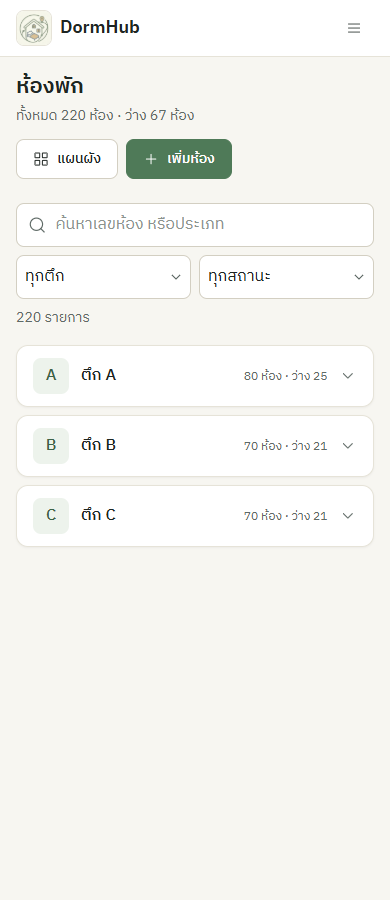 DormHub
ห้องพัก
ทั้งหมด 220 ห้อง · ว่าง 67 ห้อง
แผนผัง
เพิ่มห้อง
ค้นหาเลขห้อง หรือประเภท
ทุกตึก
ทุกสถานะ
220 รายการ
A ตึก A 80 ห้อง · ว่าง 25
B ตึก B 70 ห้อง · ว่าง 21
C ตึก C 70 ห้อง · ว่าง 21